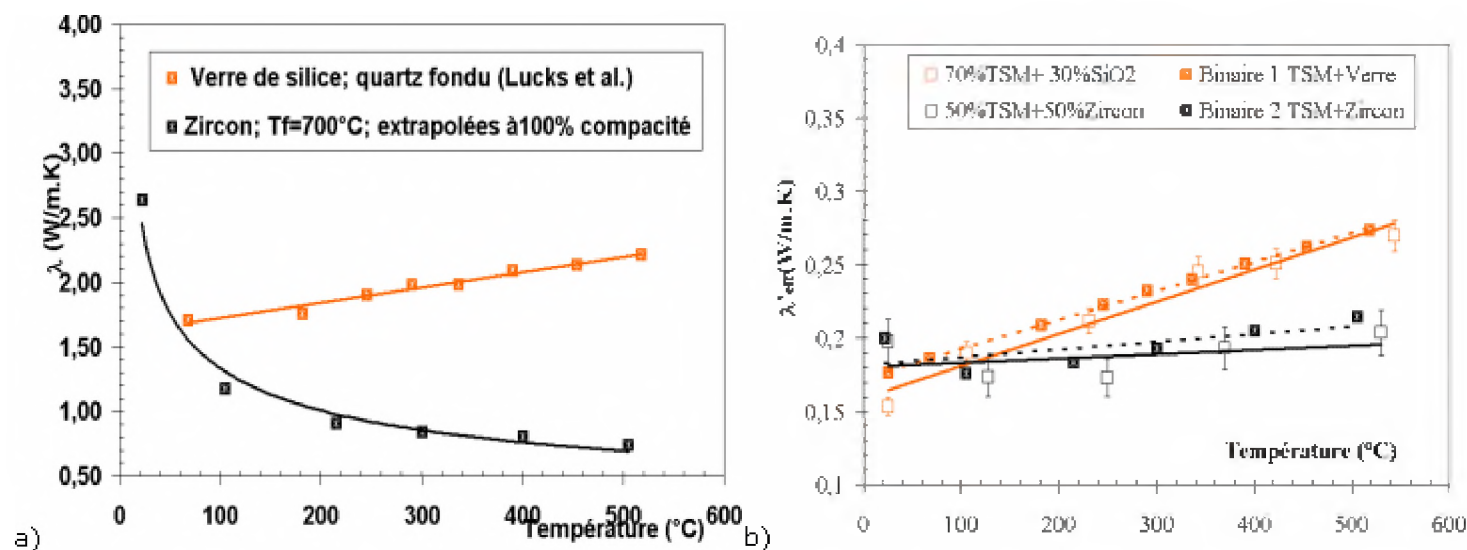 4,00
3,50
3,00
2,50
2,00
1,50
1,00
0,50
λ (W/m.K)
Verre de silice; quartz fondu (Lucks et al.)
Zircon; Tf=700°C; extrapolées à100% compacité
0 100 200 300 400 500 600
Température (°C)
a)
0,4
0,35
0,3
0,25
0,2
0,15
0,1
λ'eff(W/m.K)
70%TSM+ 30%SiO2
Binaire 1 TSM+Verre
50%TSM+50%Zircon
Binaire 2 TSM+Zircon
Température (°C)
0 100 200 300 400 500 600
b)